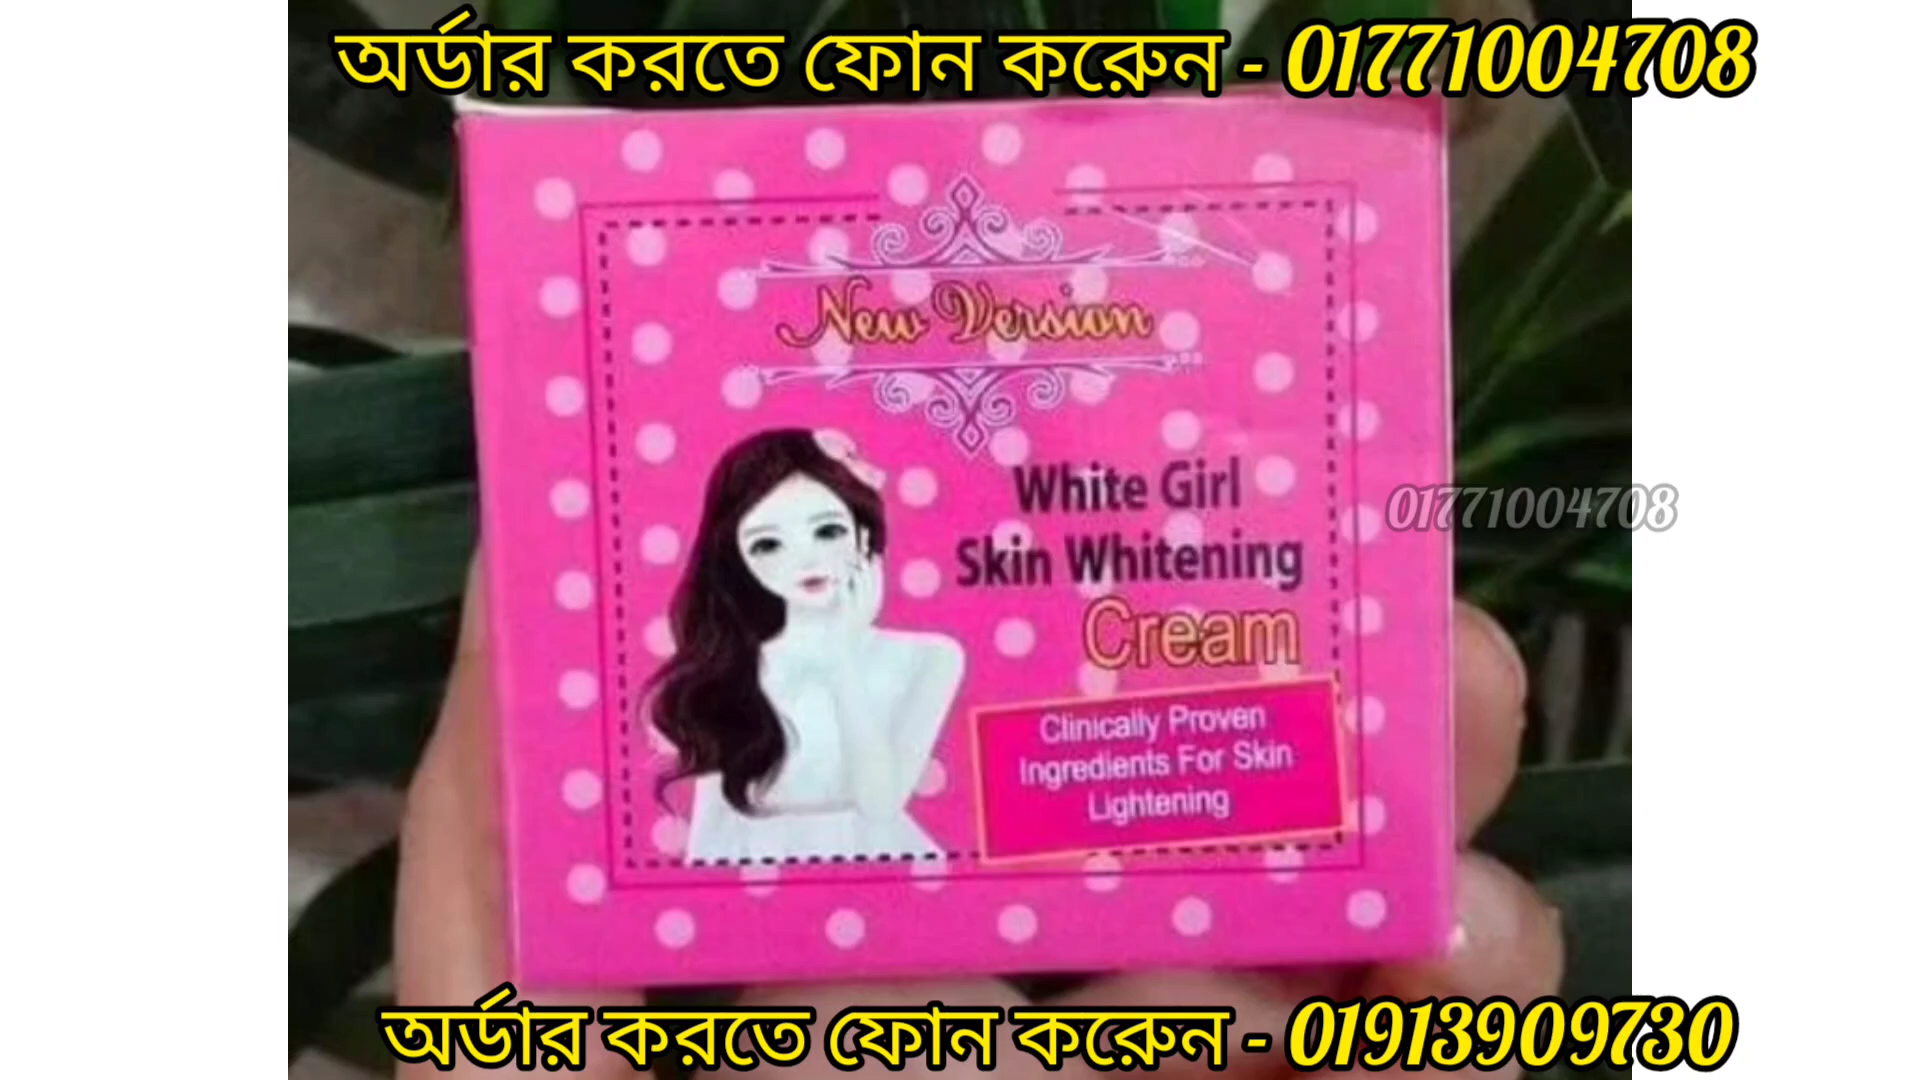 অর্ডার করতে ফোন করেুন - 01771004708
New Version
White Girl
Skin Whitening
Cream
01771004708
Clinically Proven
Ingredients For Skin
Lightening
অর্ডার করতে ফোন করেুন - 01913909730